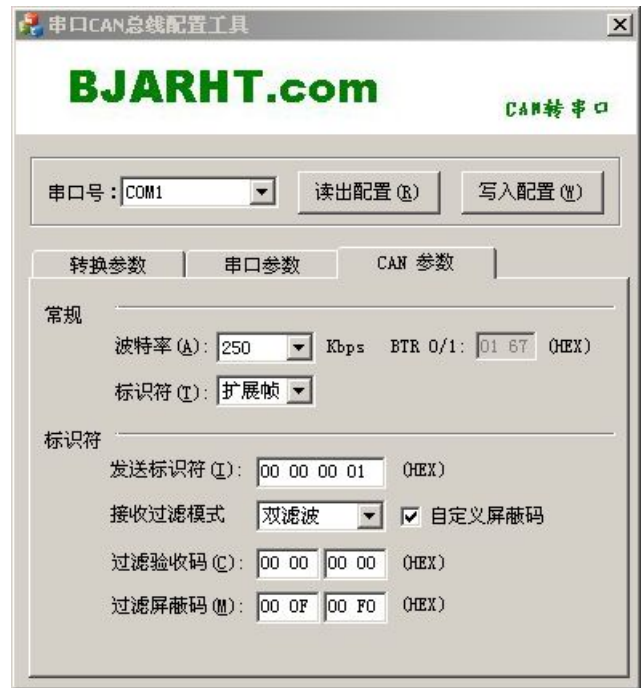 串口CAN总线配置工具
BJARHT.com
CAN转串口
串口号: COM1 读出配置(R) 写入配置(W)
转换参数 串口参数 CAN 参数
常规
波特率(A): 250 Kbps BTR 0/1: 01 67 (HEX)
标识符(T): 扩展帧
标识符
发送标识符(I): 00 00 00 01 (HEX)
接收过滤模式 双滤波 自定义屏蔽码
过滤验收码(C): 00 00 00 00 (HEX)
过滤屏蔽码(M): 00 0F 00 F0 (HEX)